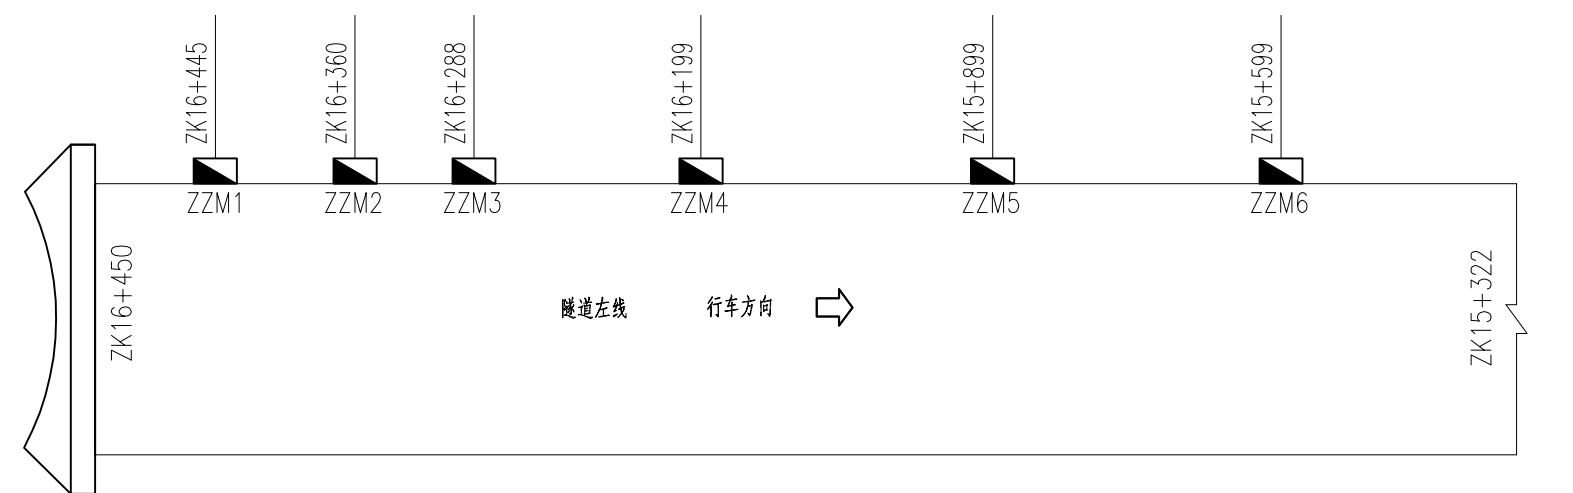 ZK16+445
ZK16+360
ZK16+288
ZK16+199
ZK15+899
ZK15+599
ZZM1
ZZM2
ZZM3
ZZM4
ZZM5
ZZM6
ZK16+450
隧道左线 行车方向
ZK15+322